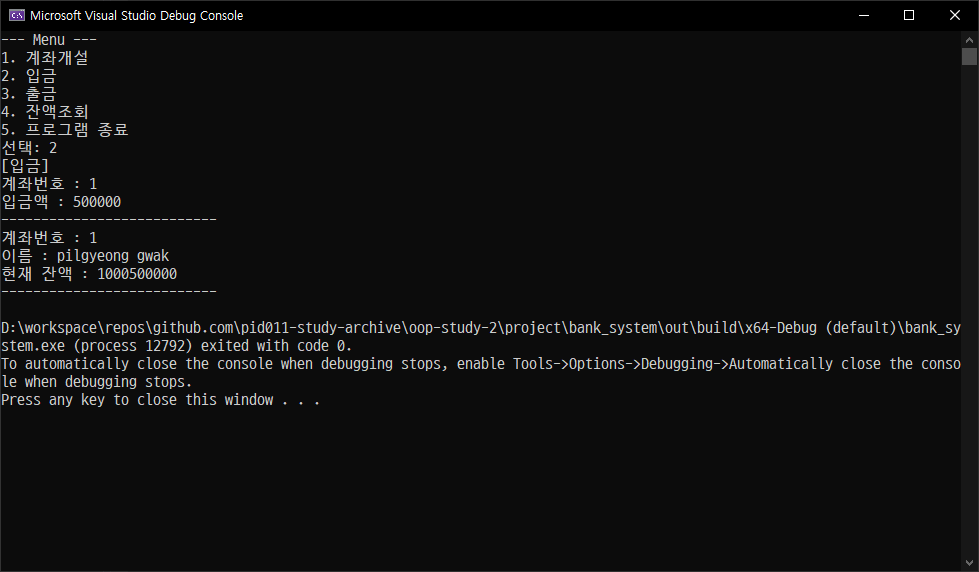 Microsoft Visual Studio Debug Console
--- Menu ---
1. 계좌개설
2. 입금
3. 출금
4. 잔액조회
5. 프로그램 종료
선택: 2
[입금]
계좌번호 : 1
입금액 : 500000
---------------------------
계좌번호 : 1
이름 : pilgyeong gwak
현재 잔액 : 1000500000
---------------------------
D:\workspace\repos\github.com\pid011-study-archive\oop-study-2\project\bank_system\out\build\x64-Debug (default)\bank_sy
stem.exe (process 12792) exited with code 0.
To automatically close the console when debugging stops, enable Tools->Options->Debugging->Automatically close the conso
le when debugging stops.
Press any key to close this window . . .